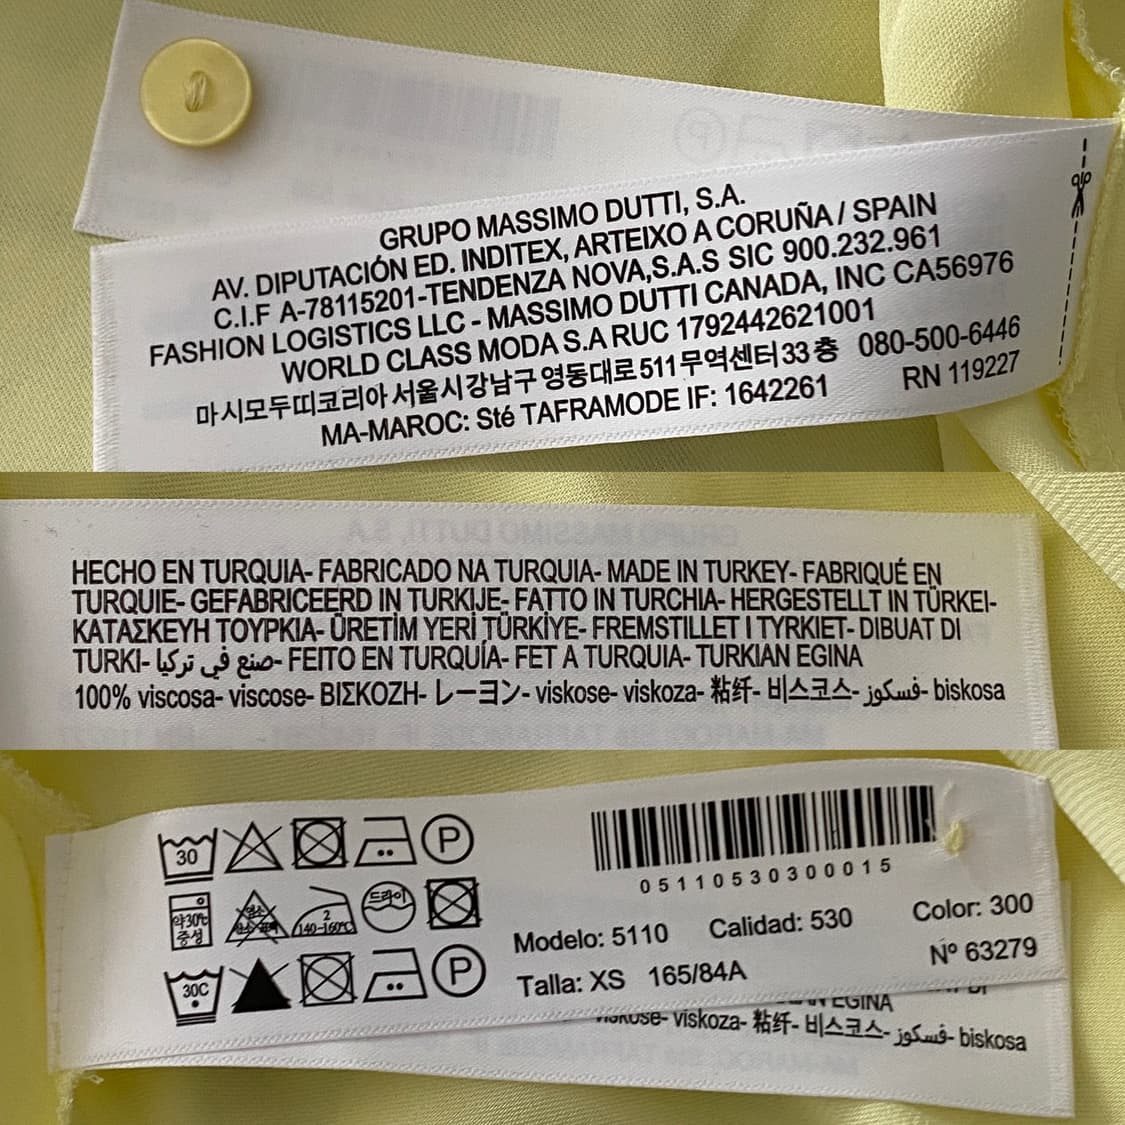 GRUPO MASSIMO DUTTI, S.A.
AV. DIPUTACIÓN ED. INDITEX, ARTEIXO A CORUÑA / SPAIN
C.I.F A-78115201-TENDENZA NOVA,S.A.S SIC 900.232.961
FASHION LOGISTICS LLC - MASSIMO DUTTI CANADA, INC CA56976
WORLD CLASS MODA S.A RUC 1792442621001
마시모두띠코리아 서울시강남구 영동대로511무역센터33층 080-500-6446
MA-MAROC: Sté TAFRAMODE IF: 1642261 RN 119227
HECHO EN TURQUIA- FABRICADO NA TURQUIA- MADE IN TURKEY- FABRIQUÉ EN
TURQUIE- GEFABRICEERD IN TURKIJE- FATTO IN TURCHIA- HERGESTELLT IN TÜRKEI-
ΚΑΤΑΣΚΕΥΗ ΤΟΥΡΚΙΑ- ÜRETİM YERİ TÜRKİYE- FREMSTILLET I TYRKIET- DIBUAT DI
TURKI- صنع في تركيا- FEITO EN TURQUÍA- FET A TURQUIA- TURKIAN EGINA
100% viscosa- viscose- ΒΙΣΚΟΖΗ- レーヨン- viskose- viskoza- 粘纤- 비스코스- فسكوز- biskosa
30 P
약30℃ 중성 2 140~160℃ 드라이
30C P
05110530300015
Modelo: 5110 Calidad: 530 Color: 300
Talla: XS 165/84A Nº 63279
EGINA
viskoza- 粘纤- 비스코스- فسكوز- biskosa